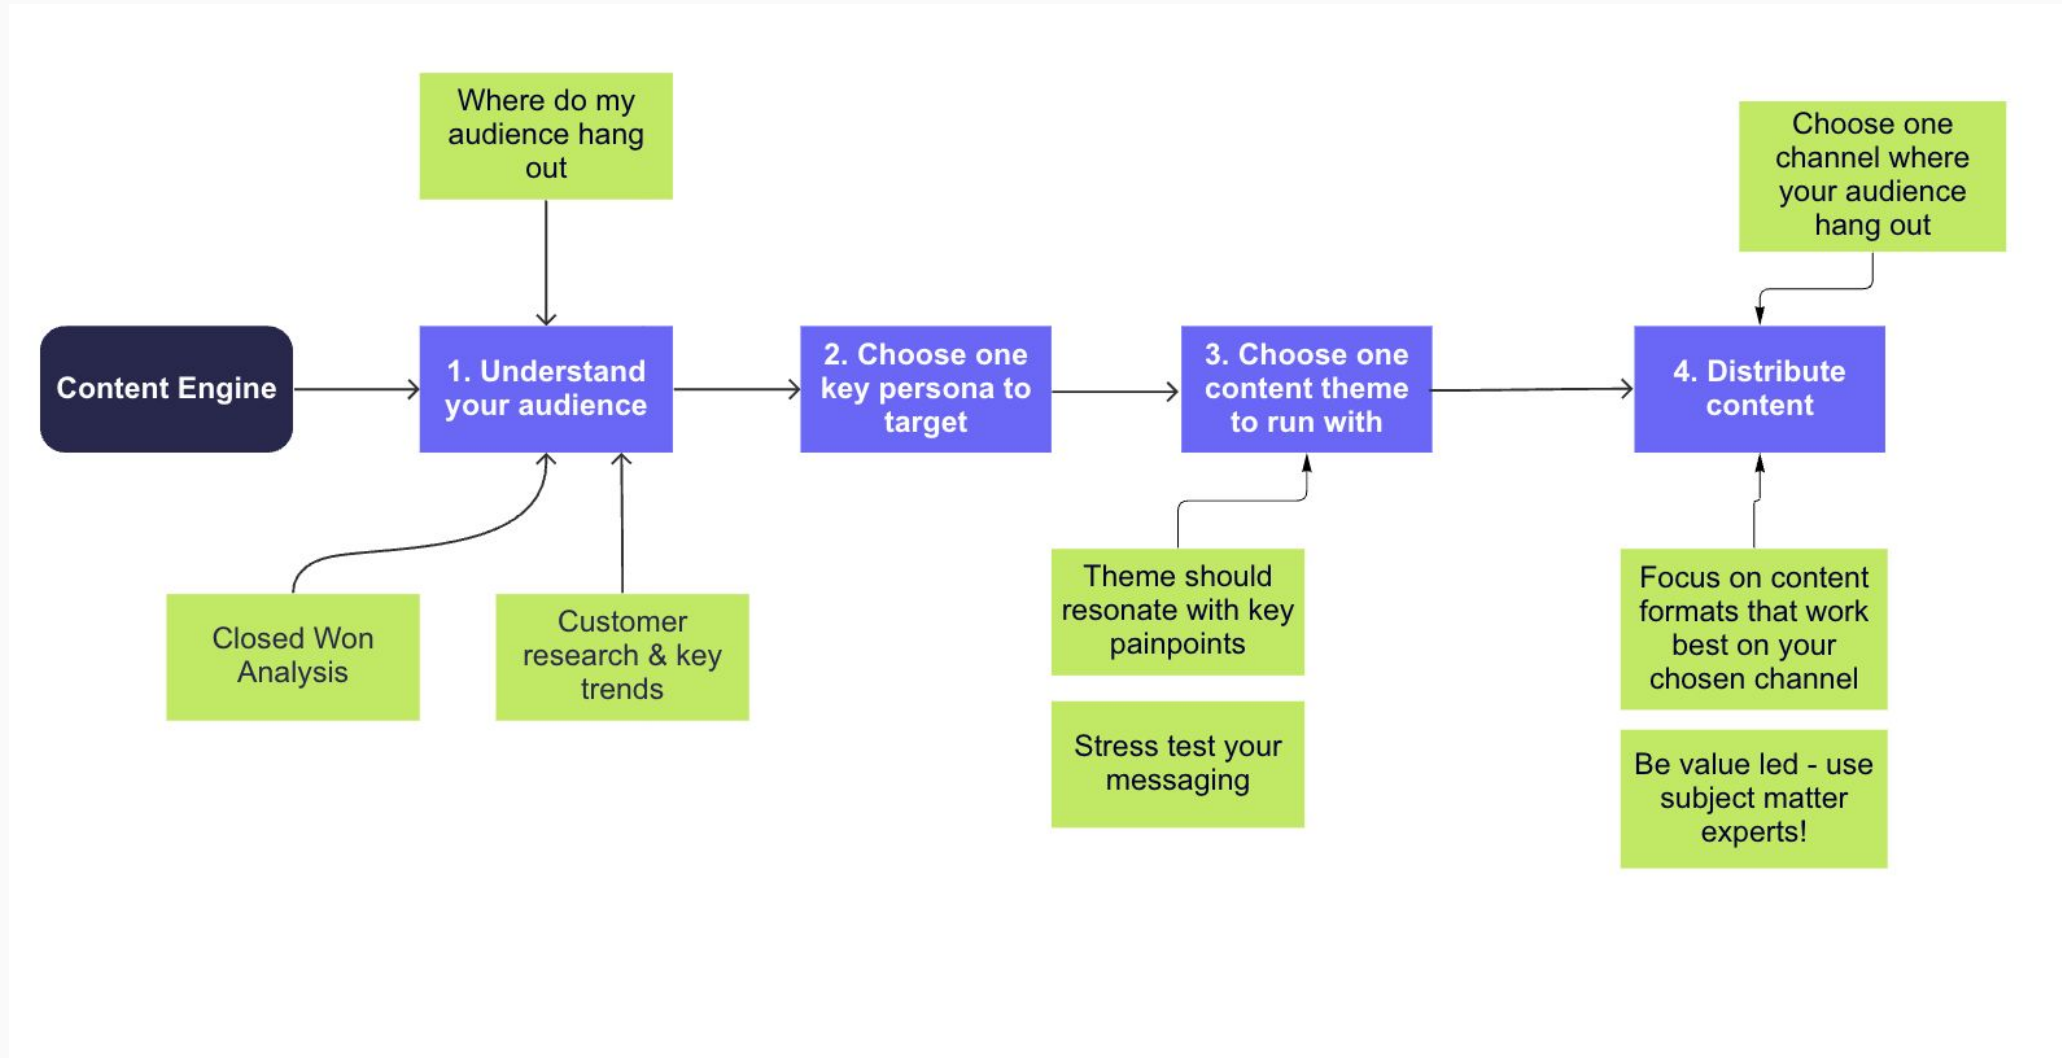 Where do my
audience hang
out
Choose one
channel where
your audience
hang out
Content Engine
1. Understand
your audience
2. Choose one
key persona to
target
3. Choose one
content theme
to run with
4. Distribute
content
Closed Won
Analysis
Customer
research & key
trends
Theme should
resonate with key
painpoints
Stress test your
messaging
Focus on content
formats that work
best on your
chosen channel
Be value led - use
subject matter
experts!